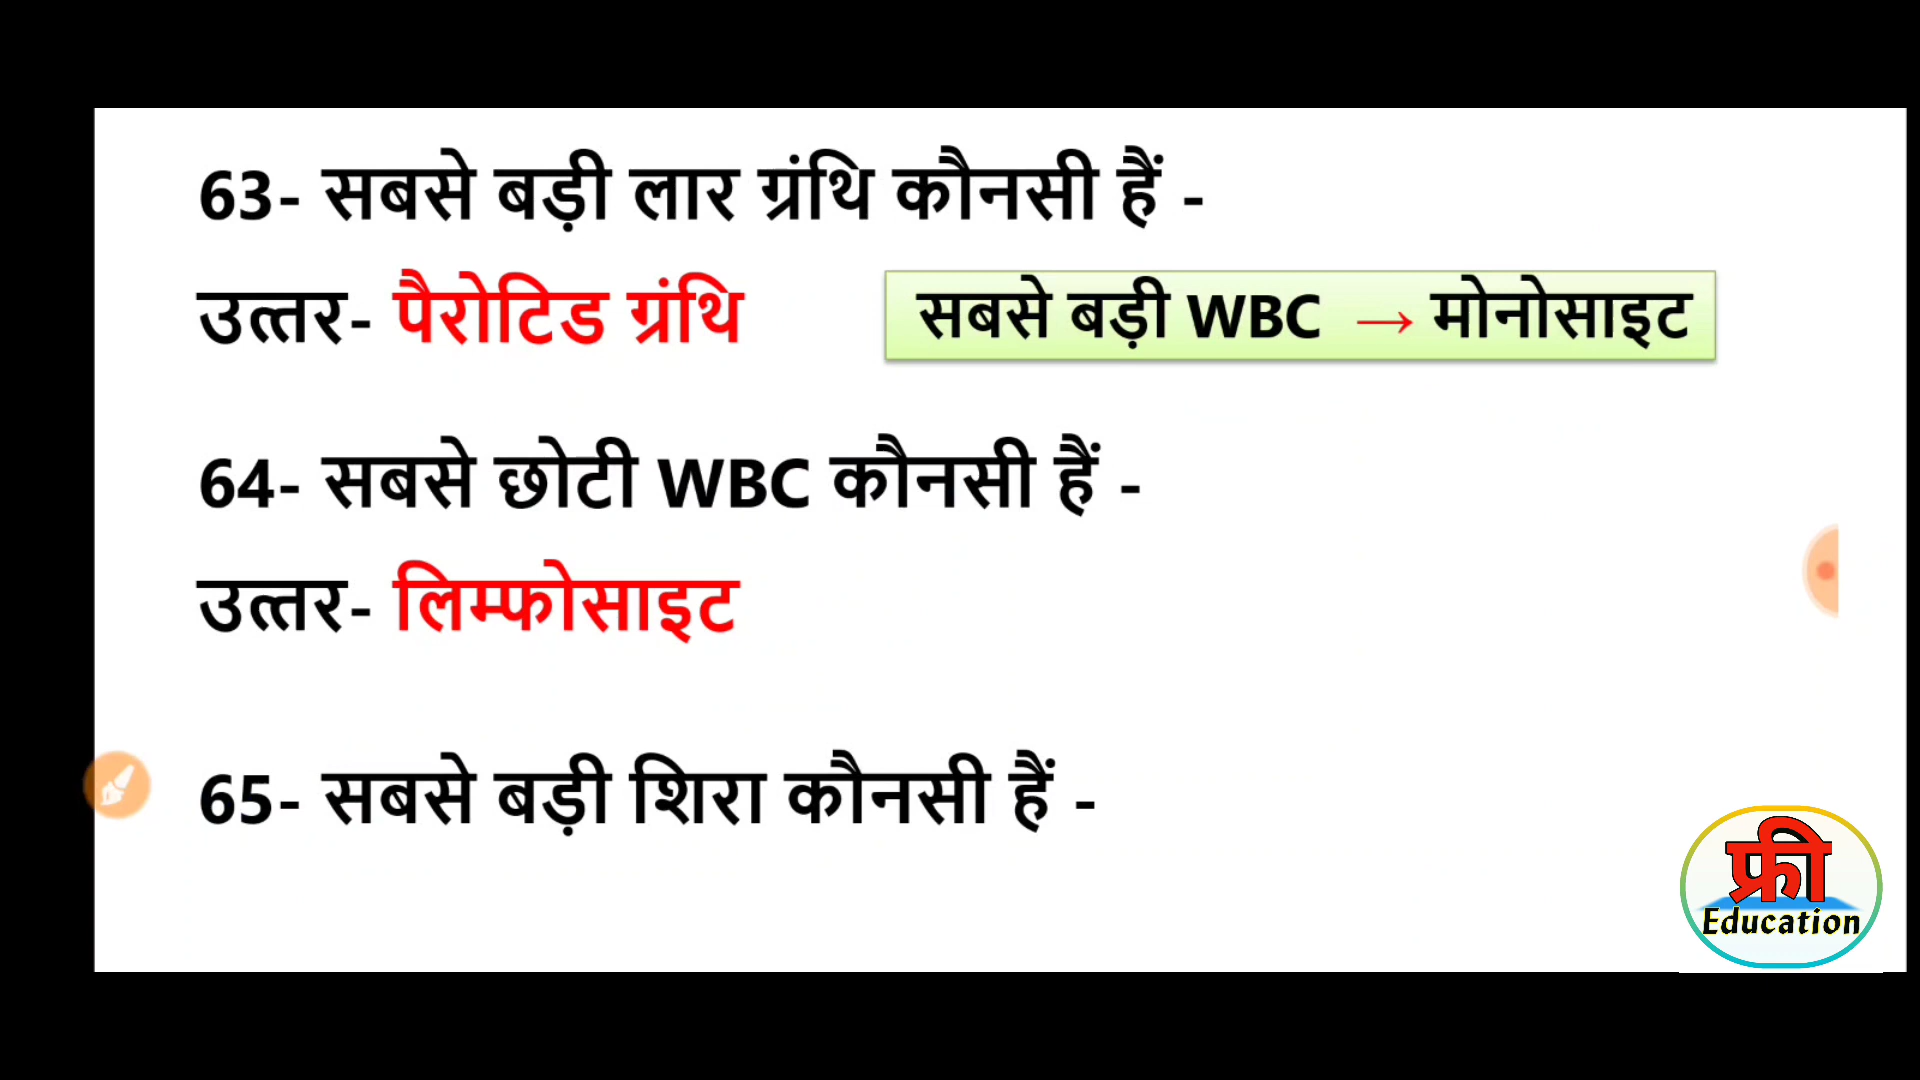 63- सबसे बड़ी लार ग्रंथि कौनसी हैं -
उत्तर- पैरोटिड ग्रंथि
सबसे बड़ी WBC → मोनोसाइट
64- सबसे छोटी WBC कौनसी हैं -
उत्तर- लिम्फोसाइट
65- सबसे बड़ी शिरा कौनसी हैं -
फ्री
Education